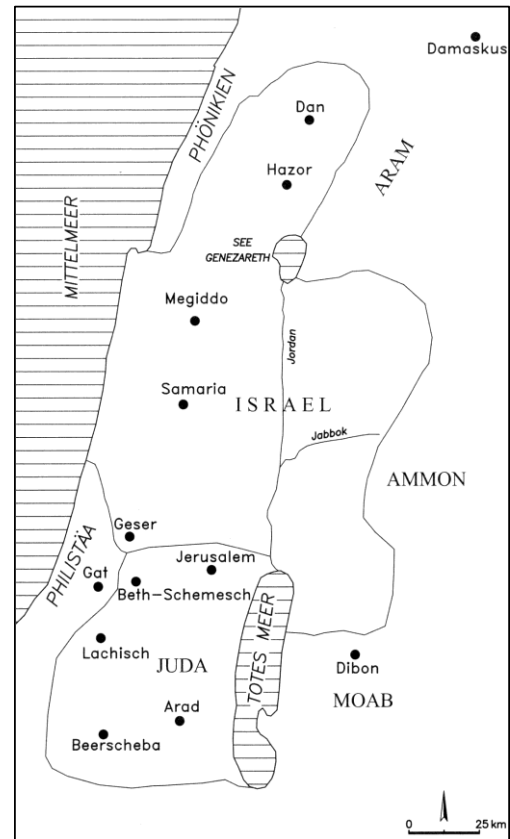 Damaskus
PHÖNIKIEN
Dan
ARAM
Hazor
MITTELMEER
SEE
GENEZARETH
Megiddo
Jordan
Samaria
ISRAEL
Jabbok
AMMON
Geser
PHILISTÄA
Jerusalem
Gat
Beth-Schemesch
TOTES MEER
Lachisch
JUDA
Dibon
MOAB
Arad
Beerscheba
0 25 km